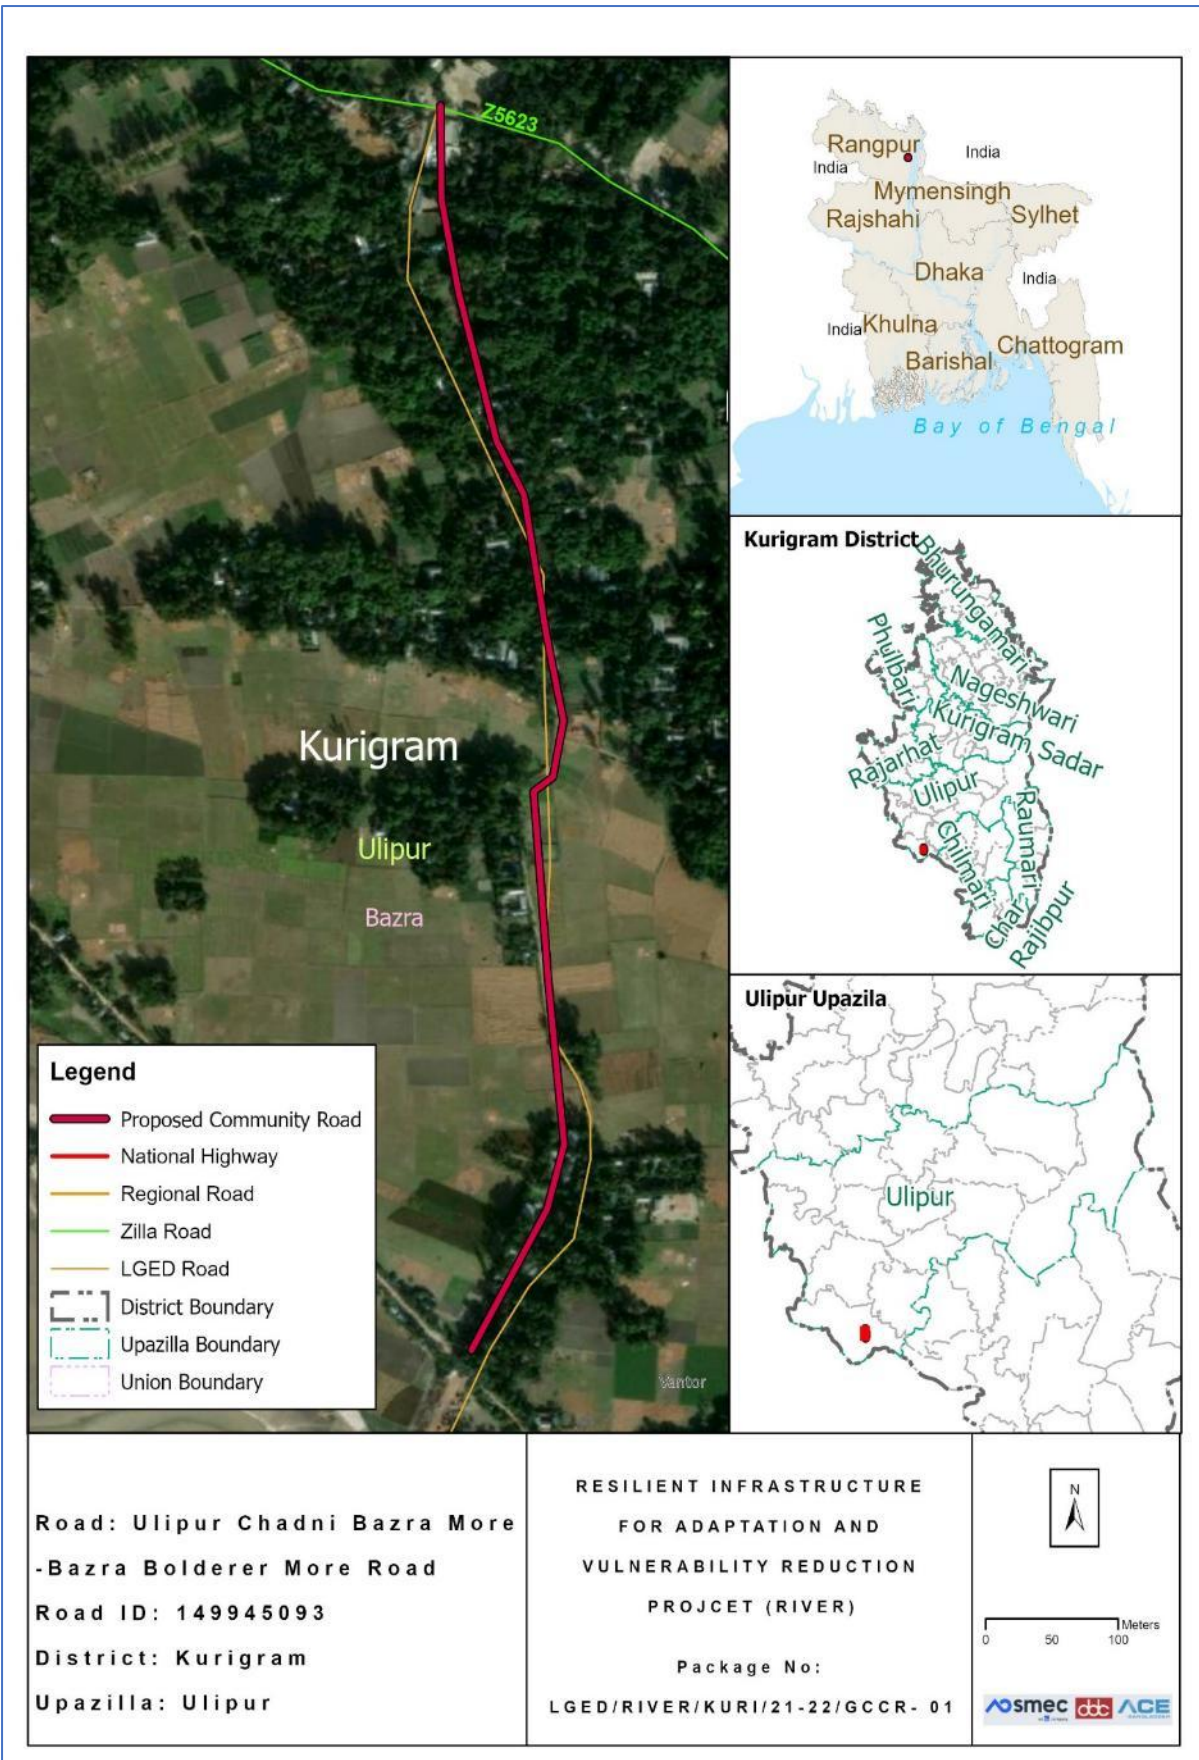 Z5623
Kurigram
Ulipur
Bazra
Vantor
Legend
Proposed Community Road
National Highway
Regional Road
Zilla Road
LGED Road
District Boundary
Upazilla Boundary
Union Boundary
Rangpur
India
India
Mymensingh
Rajshahi
Sylhet
Dhaka
India
India
Khulna
Chattogram
Barishal
Bay of Bengal
Kurigram District
Bhurungamari
Phulbari
Nageshwari
Kurigram Sadar
Rajarhat
Ulipur
Raumari
Chilmari
Char
Rajibpur
Ulipur Upazila
Ulipur
Road: Ulipur Chadni Bazra More
-Bazra Bolderer More Road
Road ID: 149945093
District: Kurigram
Upazilla: Ulipur
RESILIENT INFRASTRUCTURE
FOR ADAPTATION AND
VULNERABILITY REDUCTION
PROJCET (RIVER)
Package No:
LGED/RIVER/KURI/21-22/GCCR- 01
N
Meters
0 50 100
smec
ddc
ACE